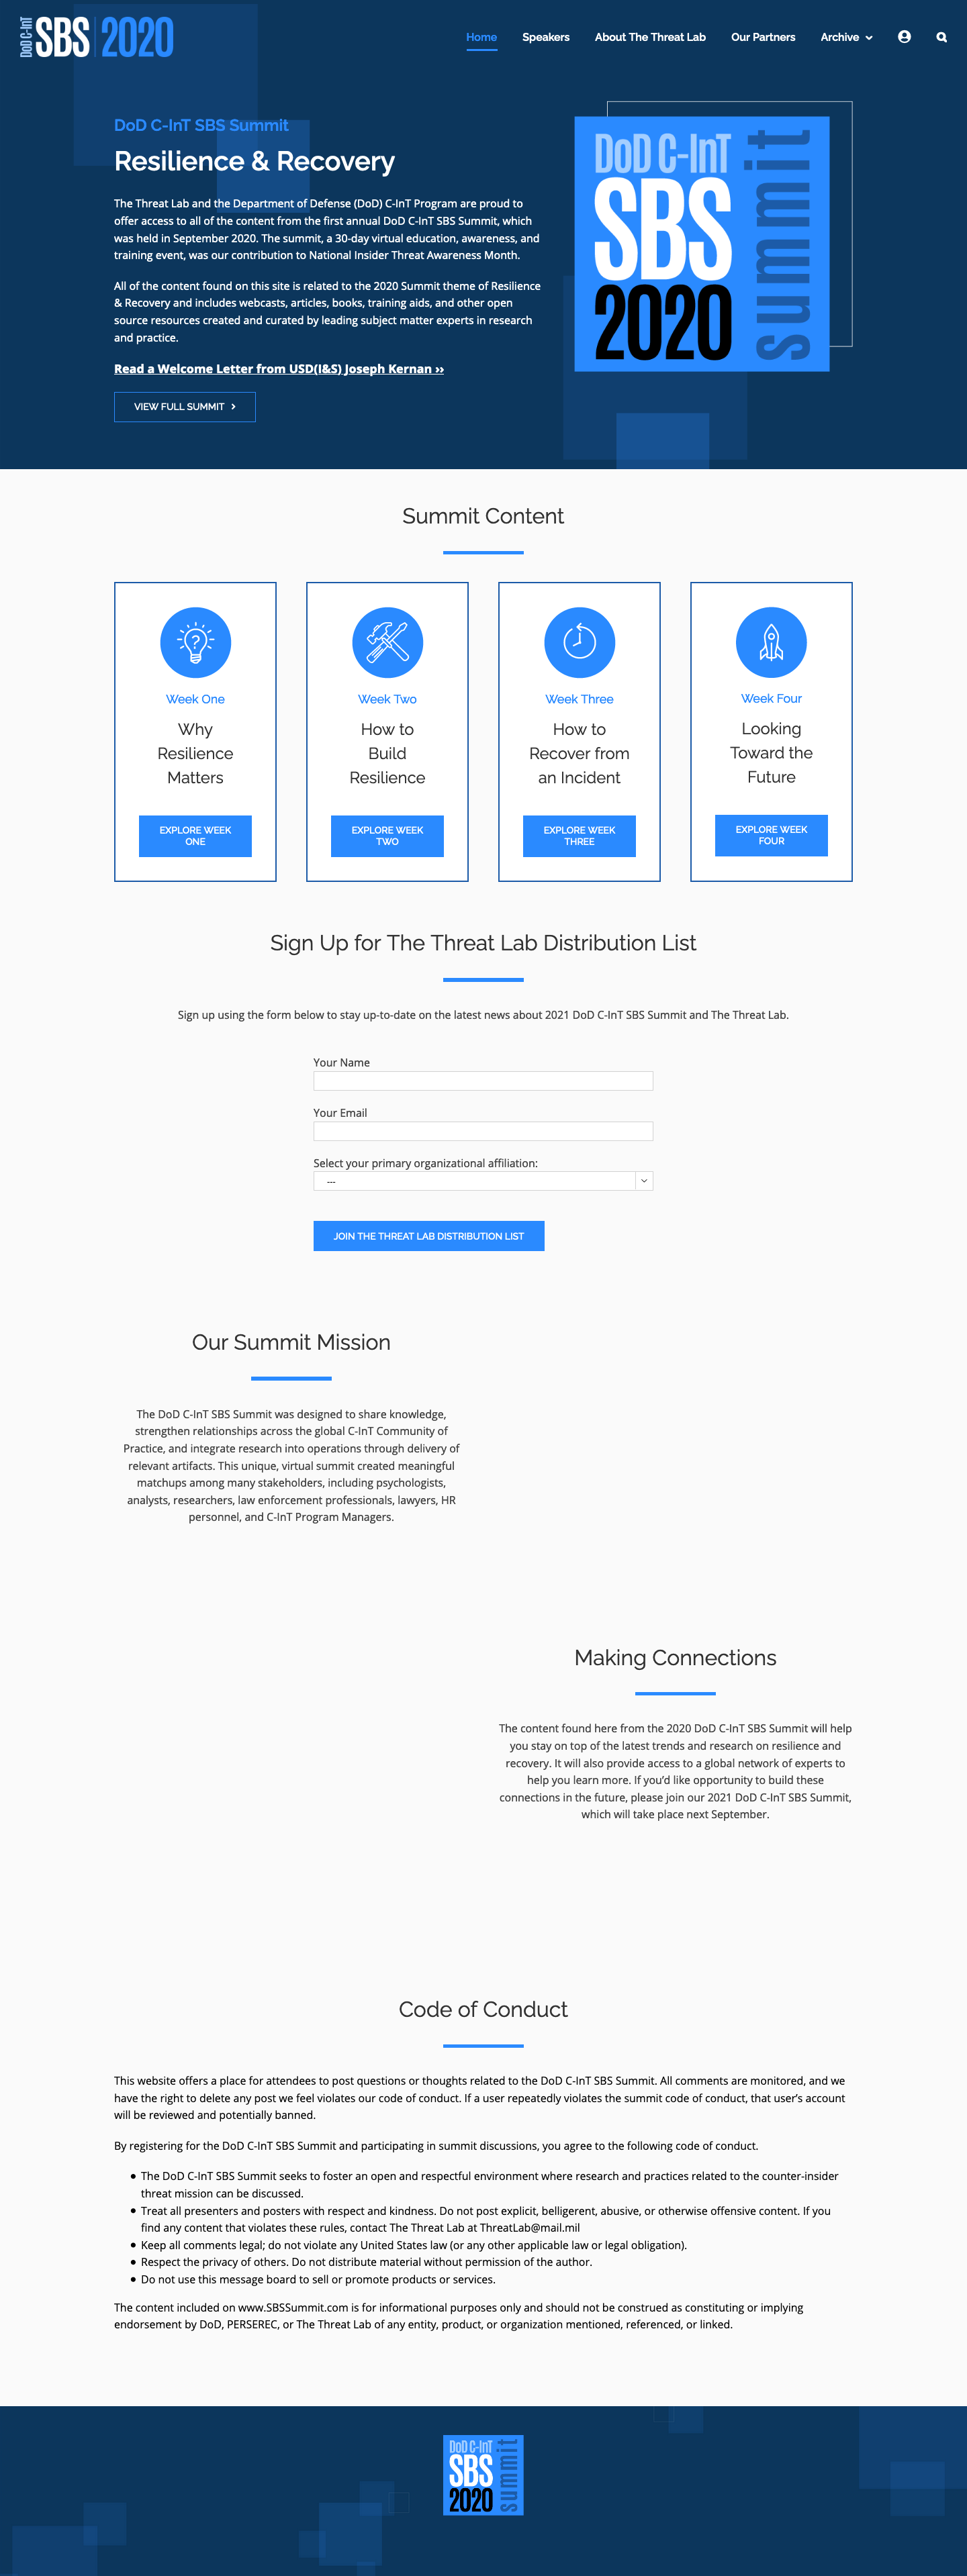 DoD C-InT
SBS 2020
Home
Speakers
About The Threat Lab
Our Partners
Archive
DoD C-InT SBS Summit
Resilience & Recovery
The Threat Lab and the Department of Defense (DoD) C-InT Program are proud to
offer access to all of the content from the first annual DoD C-InT SBS Summit, which
was held in September 2020. The summit, a 30-day virtual education, awareness, and
training event, was our contribution to National Insider Threat Awareness Month.
All of the content found on this site is related to the 2020 Summit theme of Resilience
& Recovery and includes webcasts, articles, books, training aids, and other open
source resources created and curated by leading subject matter experts in research
and practice.
Read a Welcome Letter from USD(I&S) Joseph Kernan ››
VIEW FULL SUMMIT
DoD C-InT
SBS
2020
summit
Summit Content
Week One
Why
Resilience
Matters
EXPLORE WEEK
ONE
Week Two
How to
Build
Resilience
EXPLORE WEEK
TWO
Week Three
How to
Recover from
an Incident
EXPLORE WEEK
THREE
Week Four
Looking
Toward the
Future
EXPLORE WEEK
FOUR
Sign Up for The Threat Lab Distribution List
Sign up using the form below to stay up-to-date on the latest news about 2021 DoD C-InT SBS Summit and The Threat Lab.
Your Name
Your Email
Select your primary organizational affiliation:
---
JOIN THE THREAT LAB DISTRIBUTION LIST
Our Summit Mission
The DoD C-InT SBS Summit was designed to share knowledge,
strengthen relationships across the global C-InT Community of
Practice, and integrate research into operations through delivery of
relevant artifacts. This unique, virtual summit created meaningful
matchups among many stakeholders, including psychologists,
analysts, researchers, law enforcement professionals, lawyers, HR
personnel, and C-InT Program Managers.
Making Connections
The content found here from the 2020 DoD C-InT SBS Summit will help
you stay on top of the latest trends and research on resilience and
recovery. It will also provide access to a global network of experts to
help you learn more. If you’d like opportunity to build these
connections in the future, please join our 2021 DoD C-InT SBS Summit,
which will take place next September.
Code of Conduct
This website offers a place for attendees to post questions or thoughts related to the DoD C-InT SBS Summit. All comments are monitored, and we
have the right to delete any post we feel violates our code of conduct. If a user repeatedly violates the summit code of conduct, that user’s account
will be reviewed and potentially banned.
By registering for the DoD C-InT SBS Summit and participating in summit discussions, you agree to the following code of conduct.
● The DoD C-InT SBS Summit seeks to foster an open and respectful environment where research and practices related to the counter-insider
threat mission can be discussed.
● Treat all presenters and posters with respect and kindness. Do not post explicit, belligerent, abusive, or otherwise offensive content. If you
find any content that violates these rules, contact The Threat Lab at ThreatLab@mail.mil
● Keep all comments legal; do not violate any United States law (or any other applicable law or legal obligation).
● Respect the privacy of others. Do not distribute material without permission of the author.
● Do not use this message board to sell or promote products or services.
The content included on www.SBSSummit.com is for informational purposes only and should not be construed as constituting or implying
endorsement by DoD, PERSEREC, or The Threat Lab of any entity, product, or organization mentioned, referenced, or linked.
DoD C-InT
SBS
2020
summit